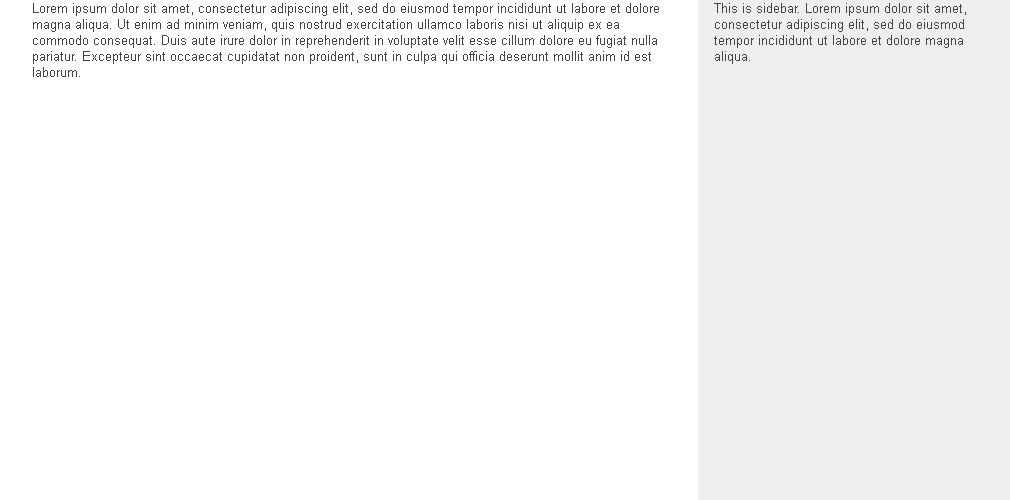 Lorem ipsum dolor sit amet, consectetur adipiscing elit, sed do eiusmod tempor incididunt ut labore et dolore
magna aliqua. Ut enim ad minim veniam, quis nostrud exercitation ullamco laboris nisi ut aliquip ex ea
commodo consequat. Duis aute irure dolor in reprehenderit in voluptate velit esse cillum dolore eu fugiat nulla
pariatur. Excepteur sint occaecat cupidatat non proident, sunt in culpa qui officia deserunt mollit anim id est
laborum.
This is sidebar. Lorem ipsum dolor sit amet,
consectetur adipiscing elit, sed do eiusmod
tempor incididunt ut labore et dolore magna
aliqua.